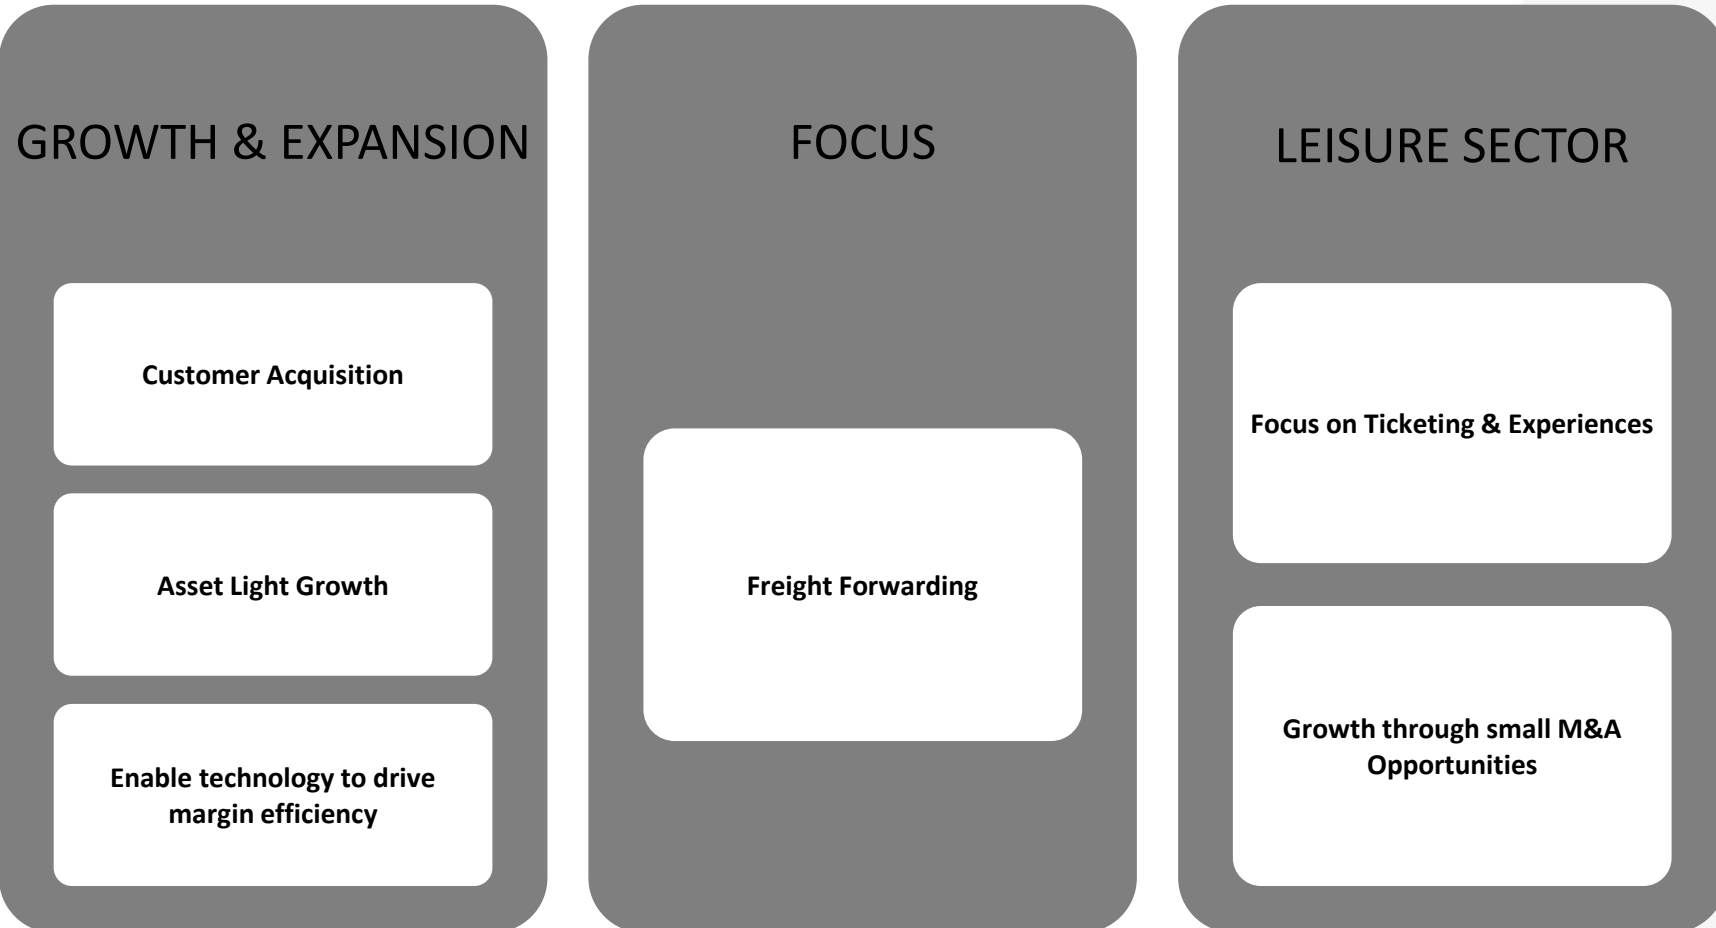 GROWTH & EXPANSION
Customer Acquisition
Asset Light Growth
Enable technology to drive
margin efficiency
FOCUS
Freight Forwarding
LEISURE SECTOR
Focus on Ticketing & Experiences
Growth through small M&A
Opportunities